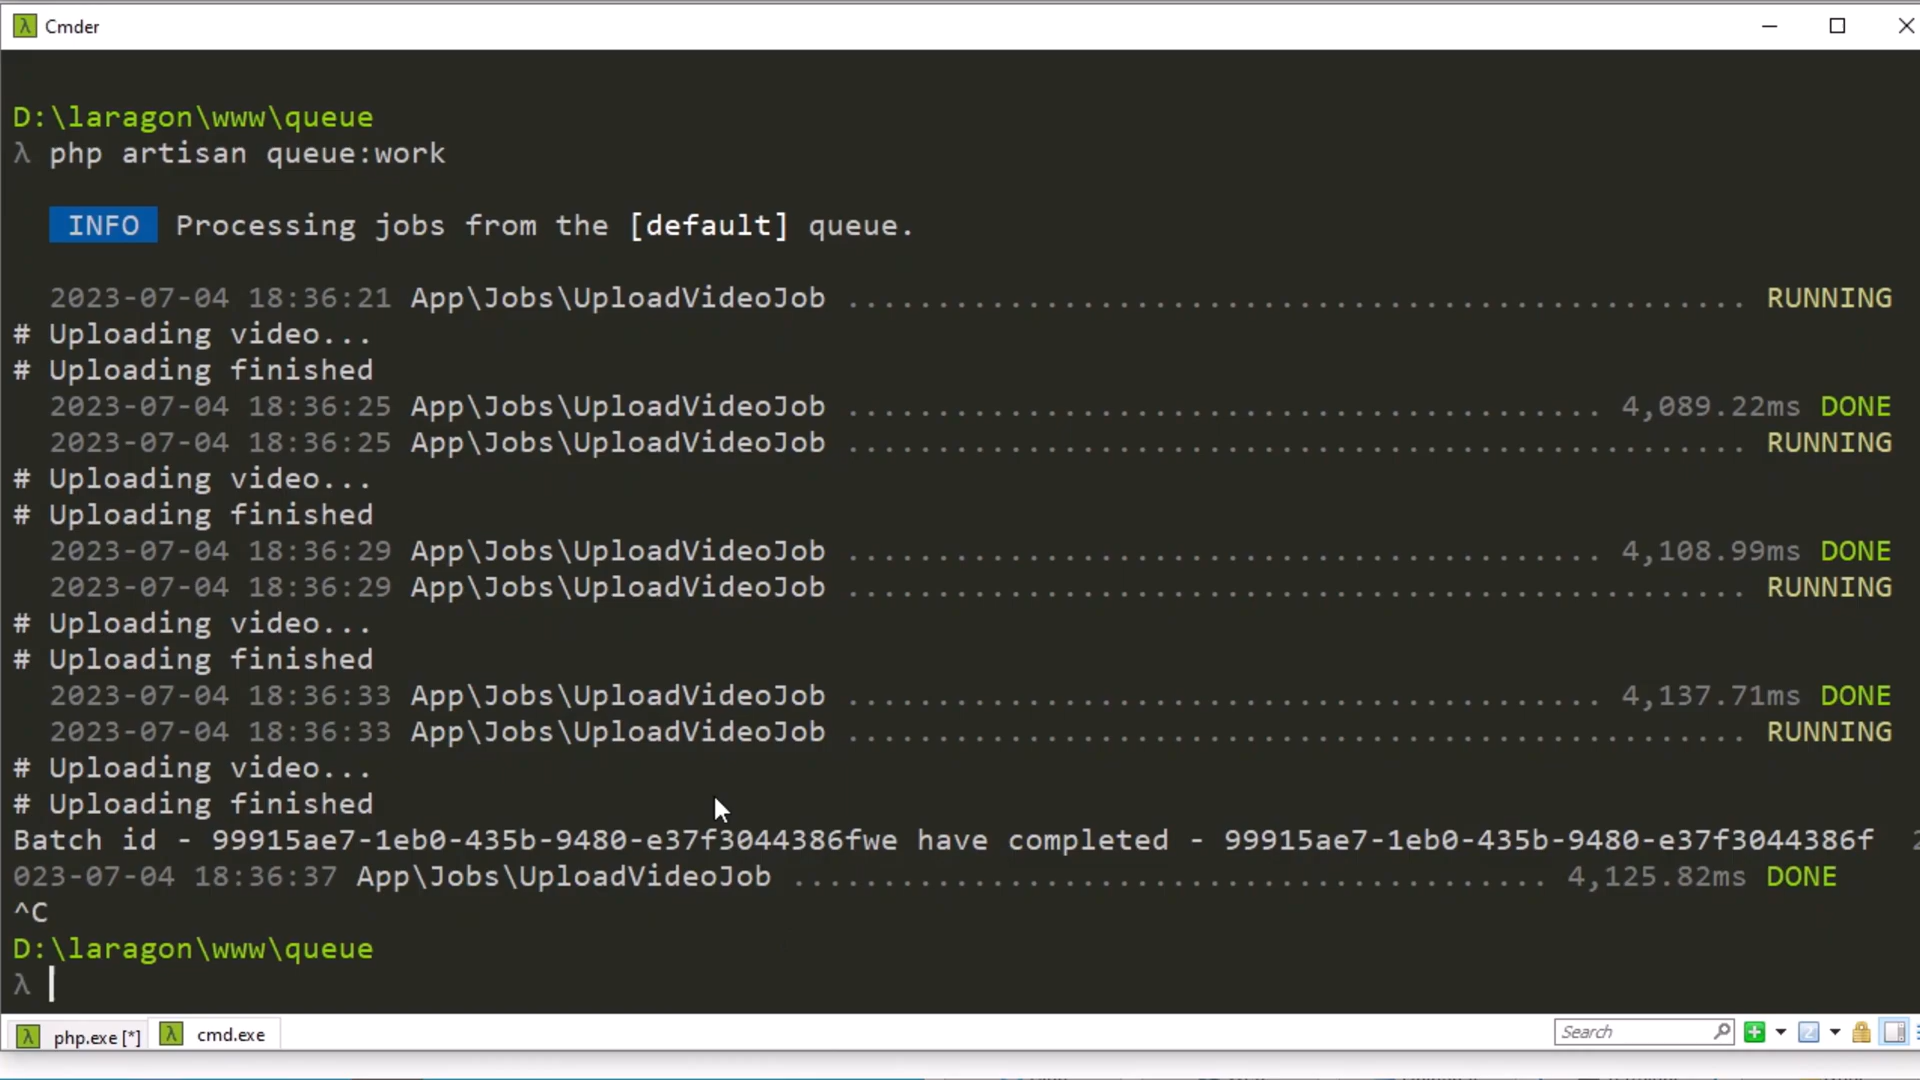 Cmder
D:\laragon\www\queue
λ php artisan queue:work
INFO Processing jobs from the [default] queue.
2023-07-04 18:36:21 App\Jobs\UploadVideoJob .................................................. RUNNING
# Uploading video...
# Uploading finished
2023-07-04 18:36:25 App\Jobs\UploadVideoJob .......................................... 4,089.22ms DONE
2023-07-04 18:36:25 App\Jobs\UploadVideoJob .................................................. RUNNING
# Uploading video...
# Uploading finished
2023-07-04 18:36:29 App\Jobs\UploadVideoJob .......................................... 4,108.99ms DONE
2023-07-04 18:36:29 App\Jobs\UploadVideoJob .................................................. RUNNING
# Uploading video...
# Uploading finished
2023-07-04 18:36:33 App\Jobs\UploadVideoJob .......................................... 4,137.71ms DONE
2023-07-04 18:36:33 App\Jobs\UploadVideoJob .................................................. RUNNING
# Uploading video...
# Uploading finished
Batch id - 99915ae7-1eb0-435b-9480-e37f3044386fwe have completed - 99915ae7-1eb0-435b-9480-e37f3044386f 2
023-07-04 18:36:37 App\Jobs\UploadVideoJob .......................................... 4,125.82ms DONE
^C
D:\laragon\www\queue
λ
php.exe [*] cmd.exe Search